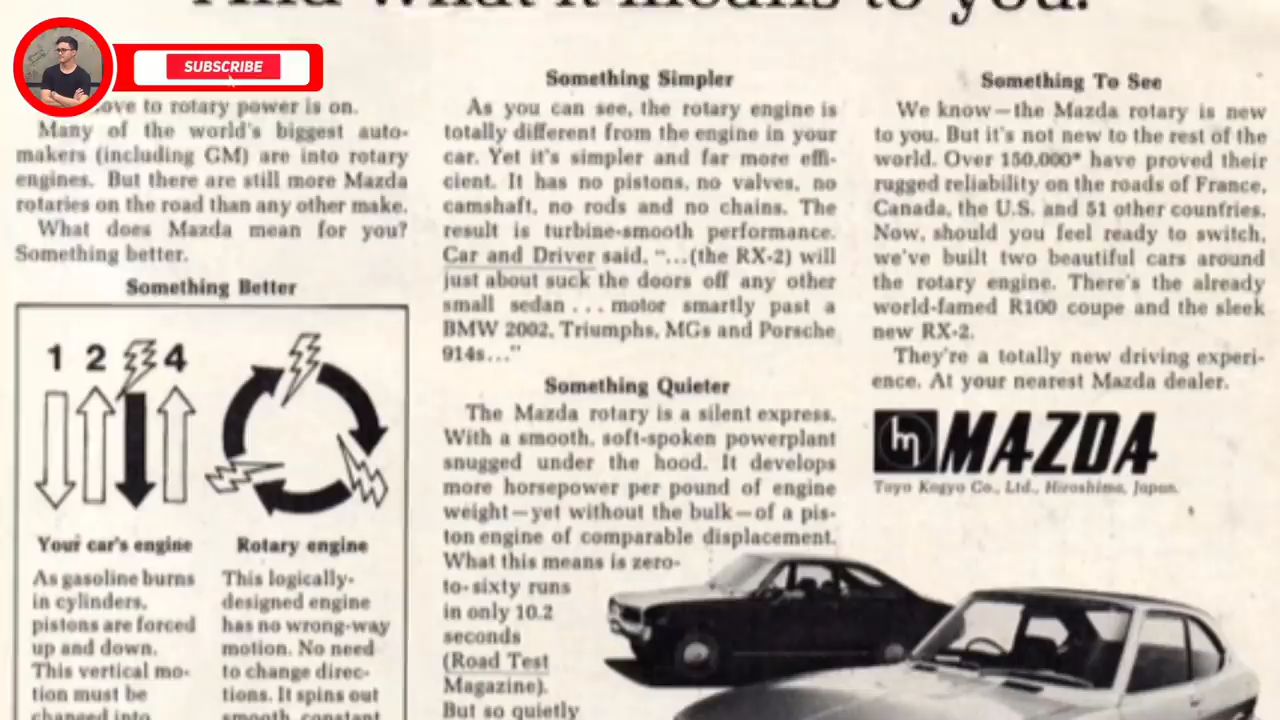 And what it means to you.
SUBSCRIBE
ove to rotary power is on.
Many of the world's biggest auto-
makers (including GM) are into rotary
engines. But there are still more Mazda
rotaries on the road than any other make.
What does Mazda mean for you?
Something better.
Something Better
1 2 4
Your car's engine
As gasoline burns
in cylinders,
pistons are forced
up and down.
This vertical mo-
tion must be
changed into
Rotary engine
This logically-
designed engine
has no wrong-way
motion. No need
to change direc-
tions. It spins out
smooth, constant
Something Simpler
As you can see, the rotary engine is
totally different from the engine in your
car. Yet it's simpler and far more effi-
cient. It has no pistons, no valves, no
camshaft, no rods and no chains. The
result is turbine-smooth performance.
Car and Driver said, "...(the RX-2) will
just about suck the doors off any other
small sedan... motor smartly past a
BMW 2002, Triumphs, MGs and Porsche
914s..."
Something Quieter
The Mazda rotary is a silent express.
With a smooth, soft-spoken powerplant
snugged under the hood. It develops
more horsepower per pound of engine
weight—yet without the bulk—of a pis-
ton engine of comparable displacement.
What this means is zero-
to-sixty runs
in only 10.2
seconds
(Road Test
Magazine).
But so quietly
Something To See
We know—the Mazda rotary is new
to you. But it's not new to the rest of the
world. Over 150,000* have proved their
rugged reliability on the roads of France,
Canada, the U.S. and 51 other countries.
Now, should you feel ready to switch,
we've built two beautiful cars around
the rotary engine. There's the already
world-famed R100 coupe and the sleek
new RX-2.
They're a totally new driving experi-
ence. At your nearest Mazda dealer.
m MAZDA
Toyo Kogyo Co., Ltd., Hiroshima, Japan.